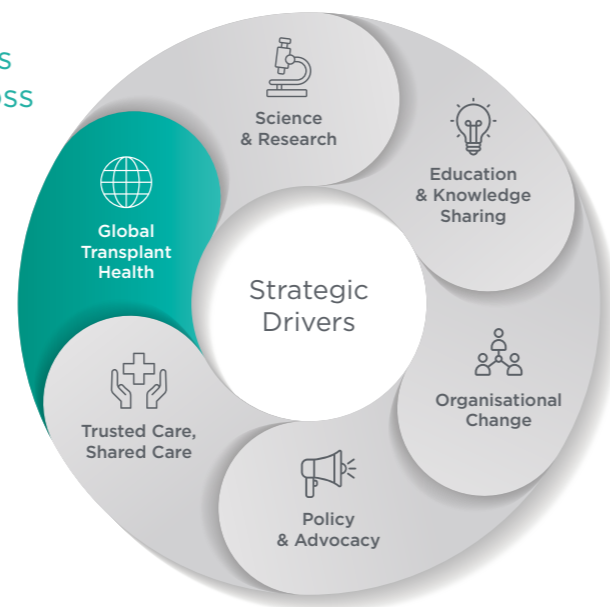 Science
& Research
Education
& Knowledge
Sharing
Global
Transplant
Health
Strategic
Drivers
Organisational
Change
Trusted Care,
Shared Care
Policy
& Advocacy